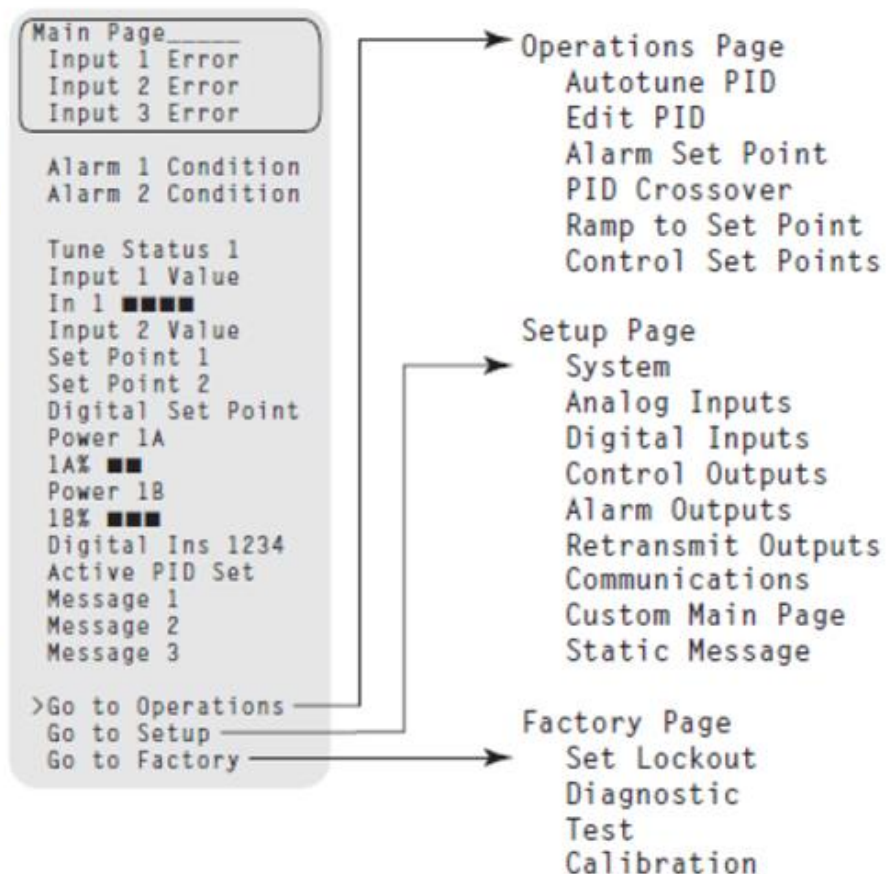 Main Page_____
Input 1 Error
Input 2 Error
Input 3 Error
Alarm 1 Condition
Alarm 2 Condition
Tune Status 1
Input 1 Value
In 1 ■■■■
Input 2 Value
Set Point 1
Set Point 2
Digital Set Point
Power 1A
1A% ■■
Power 1B
1B% ■■■
Digital Ins 1234
Active PID Set
Message 1
Message 2
Message 3
>Go to Operations
Go to Setup
Go to Factory
Operations Page
Autotune PID
Edit PID
Alarm Set Point
PID Crossover
Ramp to Set Point
Control Set Points
Setup Page
System
Analog Inputs
Digital Inputs
Control Outputs
Alarm Outputs
Retransmit Outputs
Communications
Custom Main Page
Static Message
Factory Page
Set Lockout
Diagnostic
Test
Calibration